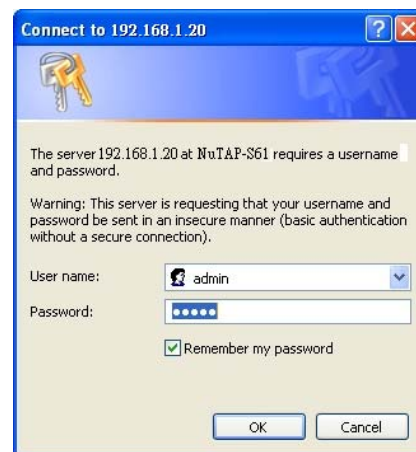 Connect to 192.168.1.20
The server 192.168.1.20 at NuTAP-S61 requires a username
and password.
Warning: This server is requesting that your username and
password be sent in an insecure manner (basic authentication
without a secure connection).
User name:
admin
Password:
•••••
Remember my password
OK
Cancel